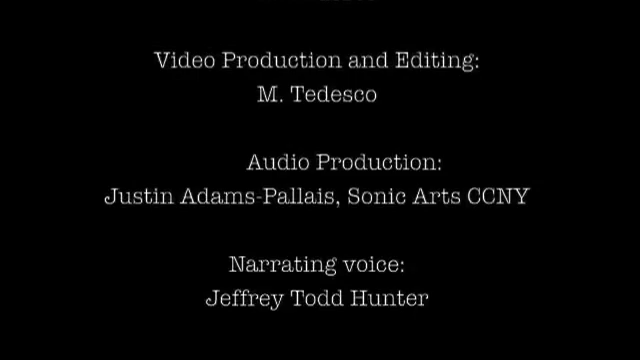 Video Production and Editing:
M. Tedesco
Audio Production:
Justin Adams-Pallais, Sonic Arts CCNY
Narrating voice:
Jeffrey Todd Hunter